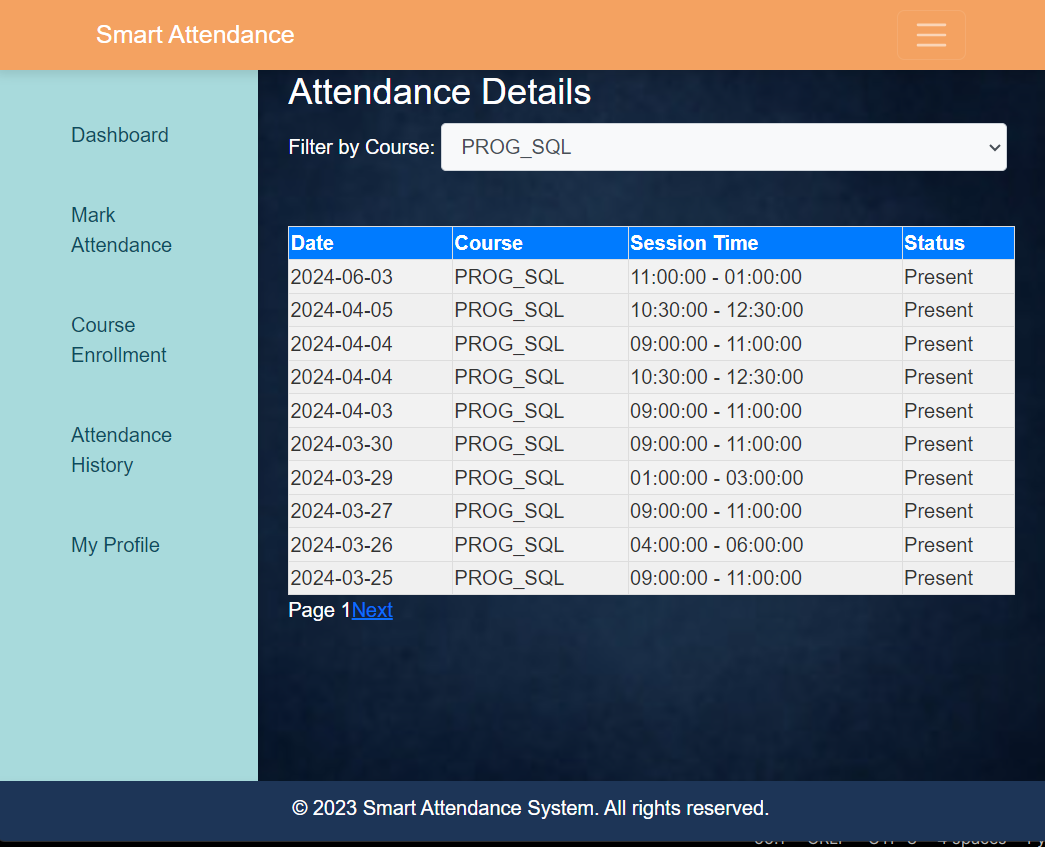 Smart Attendance
Dashboard
Mark
Attendance
Course
Enrollment
Attendance
History
My Profile
Attendance Details
Filter by Course: PROG_SQL
Date Course Session Time Status
2024-06-03 PROG_SQL 11:00:00 - 01:00:00 Present
2024-04-05 PROG_SQL 10:30:00 - 12:30:00 Present
2024-04-04 PROG_SQL 09:00:00 - 11:00:00 Present
2024-04-04 PROG_SQL 10:30:00 - 12:30:00 Present
2024-04-03 PROG_SQL 09:00:00 - 11:00:00 Present
2024-03-30 PROG_SQL 09:00:00 - 11:00:00 Present
2024-03-29 PROG_SQL 01:00:00 - 03:00:00 Present
2024-03-27 PROG_SQL 09:00:00 - 11:00:00 Present
2024-03-26 PROG_SQL 04:00:00 - 06:00:00 Present
2024-03-25 PROG_SQL 09:00:00 - 11:00:00 Present
Page 1Next
© 2023 Smart Attendance System. All rights reserved.